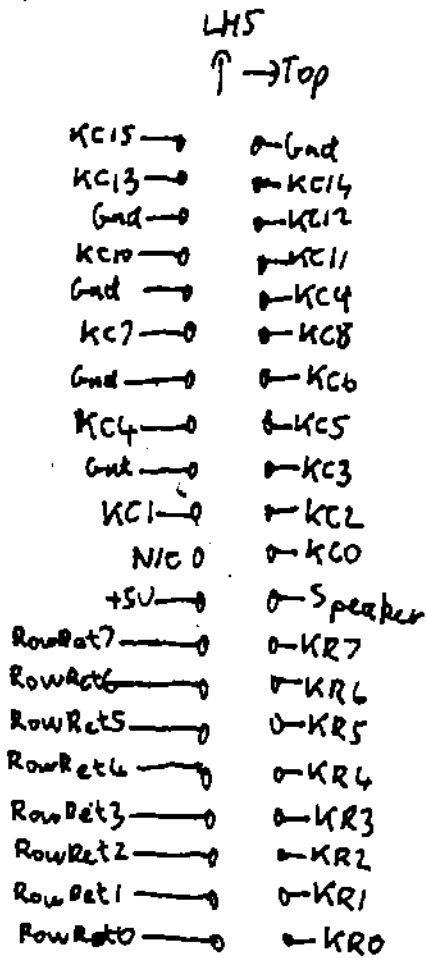 LHS
↑ →Top
KC15 Gnd
KC13 KC14
Gnd KC12
KC10 KC11
Gnd KC4
KC7 KC8
Gnd KC6
KC4 KC5
Gnd KC3
KC1 KC2
N/C KC0
+5V Speaker
RowRet7 KR7
RowRet6 KR6
RowRet5 KR5
RowRet4 KR4
RowRet3 KR3
RowRet2 KR2
RowRet1 KR1
RowRet0 KR0